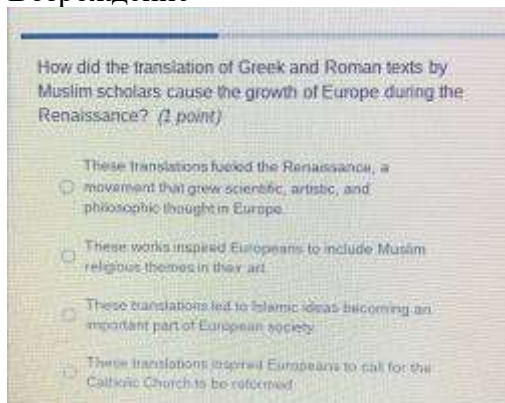 How did the translation of Greek and Roman texts by
Muslim scholars cause the growth of Europe during the
Renaissance? (1 point)
These translations fueled the Renaissance, a
movement that grew scientific, artistic, and
philosophic thought in Europe.
These works inspired Europeans to include Muslim
religious themes in their art.
These translations led to Islamic ideas becoming an
important part of European society.
These translations inspired Europeans to call for the
Catholic Church to be reformed.